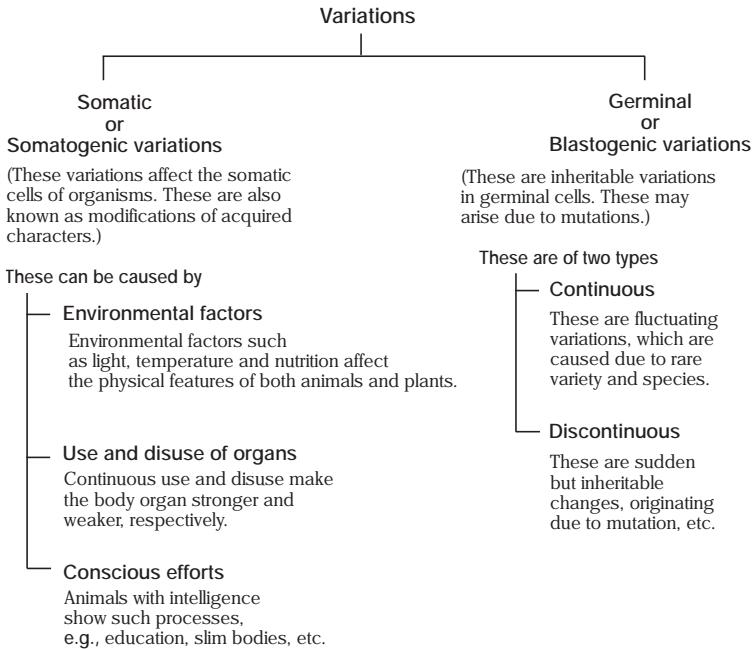 Variations
Somatic
or
Somatogenic variations
(These variations affect the somatic
cells of organisms. These are also
known as modifications of acquired
characters.)
These can be caused by
Environmental factors
Environmental factors such
as light, temperature and nutrition affect
the physical features of both animals and plants.
Use and disuse of organs
Continuous use and disuse make
the body organ stronger and
weaker, respectively.
Conscious efforts
Animals with intelligence
show such processes,
e.g., education, slim bodies, etc.
Germinal
or
Blastogenic variations
(These are inheritable variations
in germinal cells. These may
arise due to mutations.)
These are of two types
Continuous
These are fluctuating
variations, which are
caused due to rare
variety and species.
Discontinuous
These are sudden
but inheritable
changes, originating
due to mutation, etc.